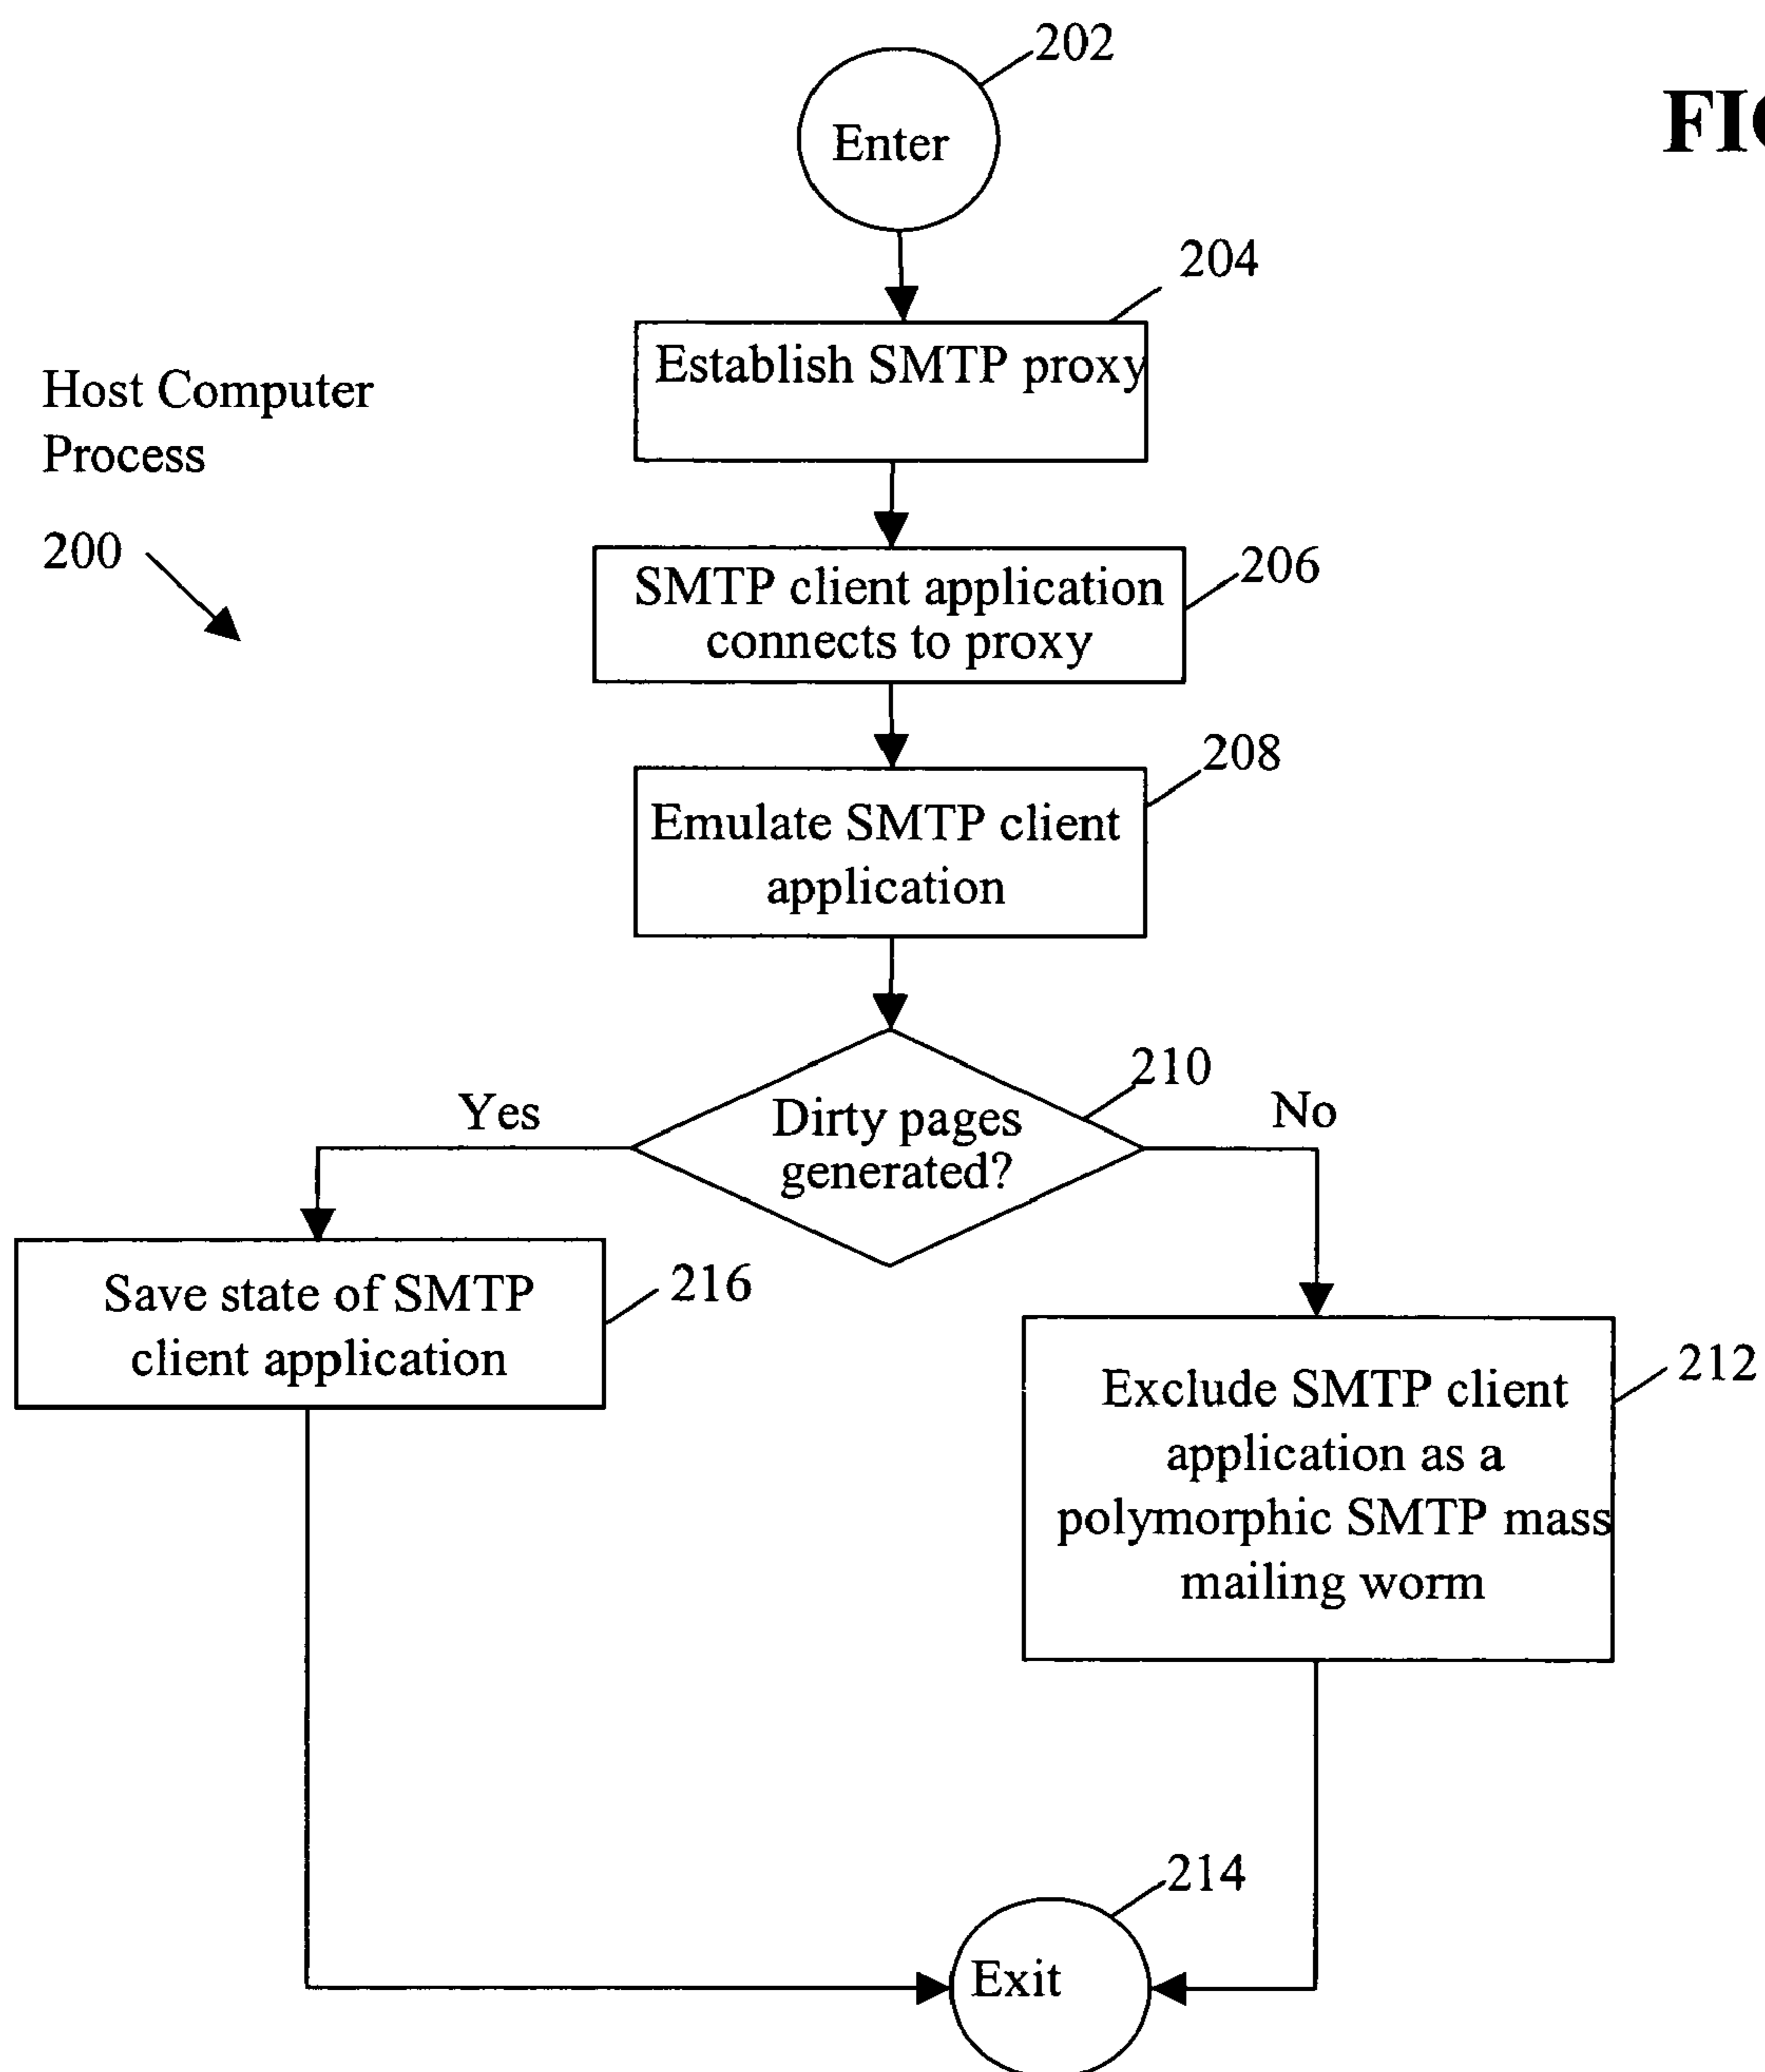 202
FI
Enter
204
Establish SMTP proxy
Host Computer
Process
200
206
SMTP client application
connects to proxy
208
Emulate SMTP client
application
210
Yes
No
Dirty pages
generated?
Save state of SMTP
client application
216
212
Exclude SMTP client
application as a
polymorphic SMTP mass
mailing worm
214
Exit